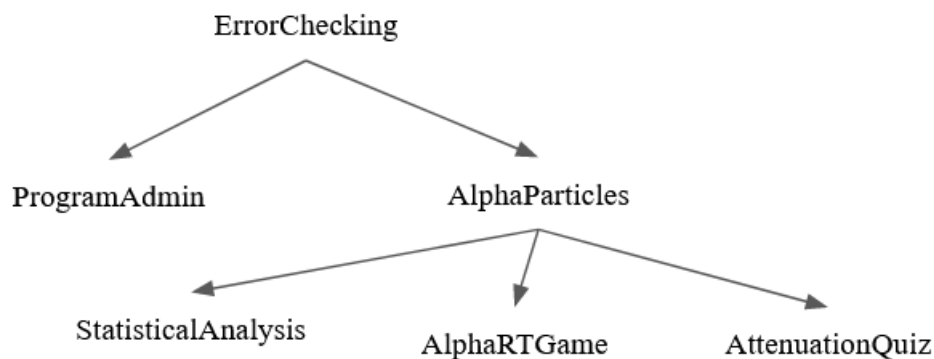 ErrorChecking
ProgramAdmin
AlphaParticles
StatisticalAnalysis
AlphaRTGame
AttenuationQuiz